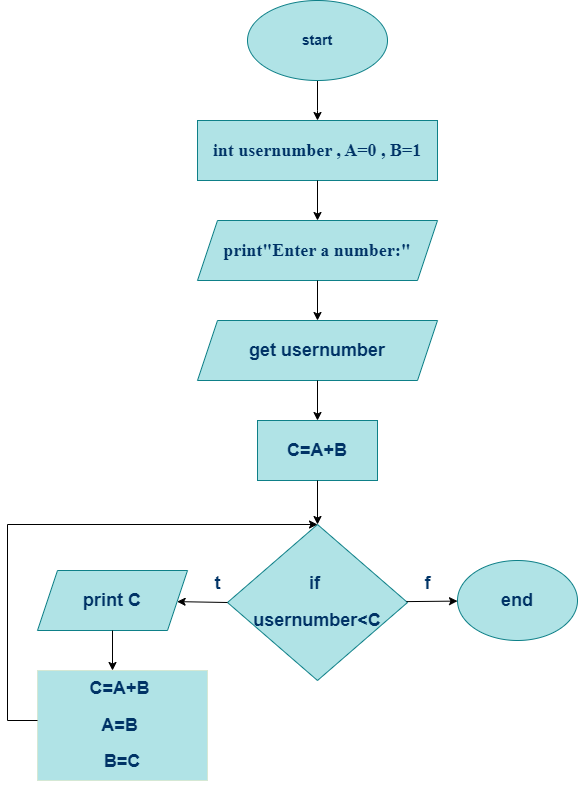 start
int usernumber , A=0 , B=1
print"Enter a number:"
get usernumber
C=A+B
if
usernumber<C
t
f
print C
end
C=A+B
A=B
B=C